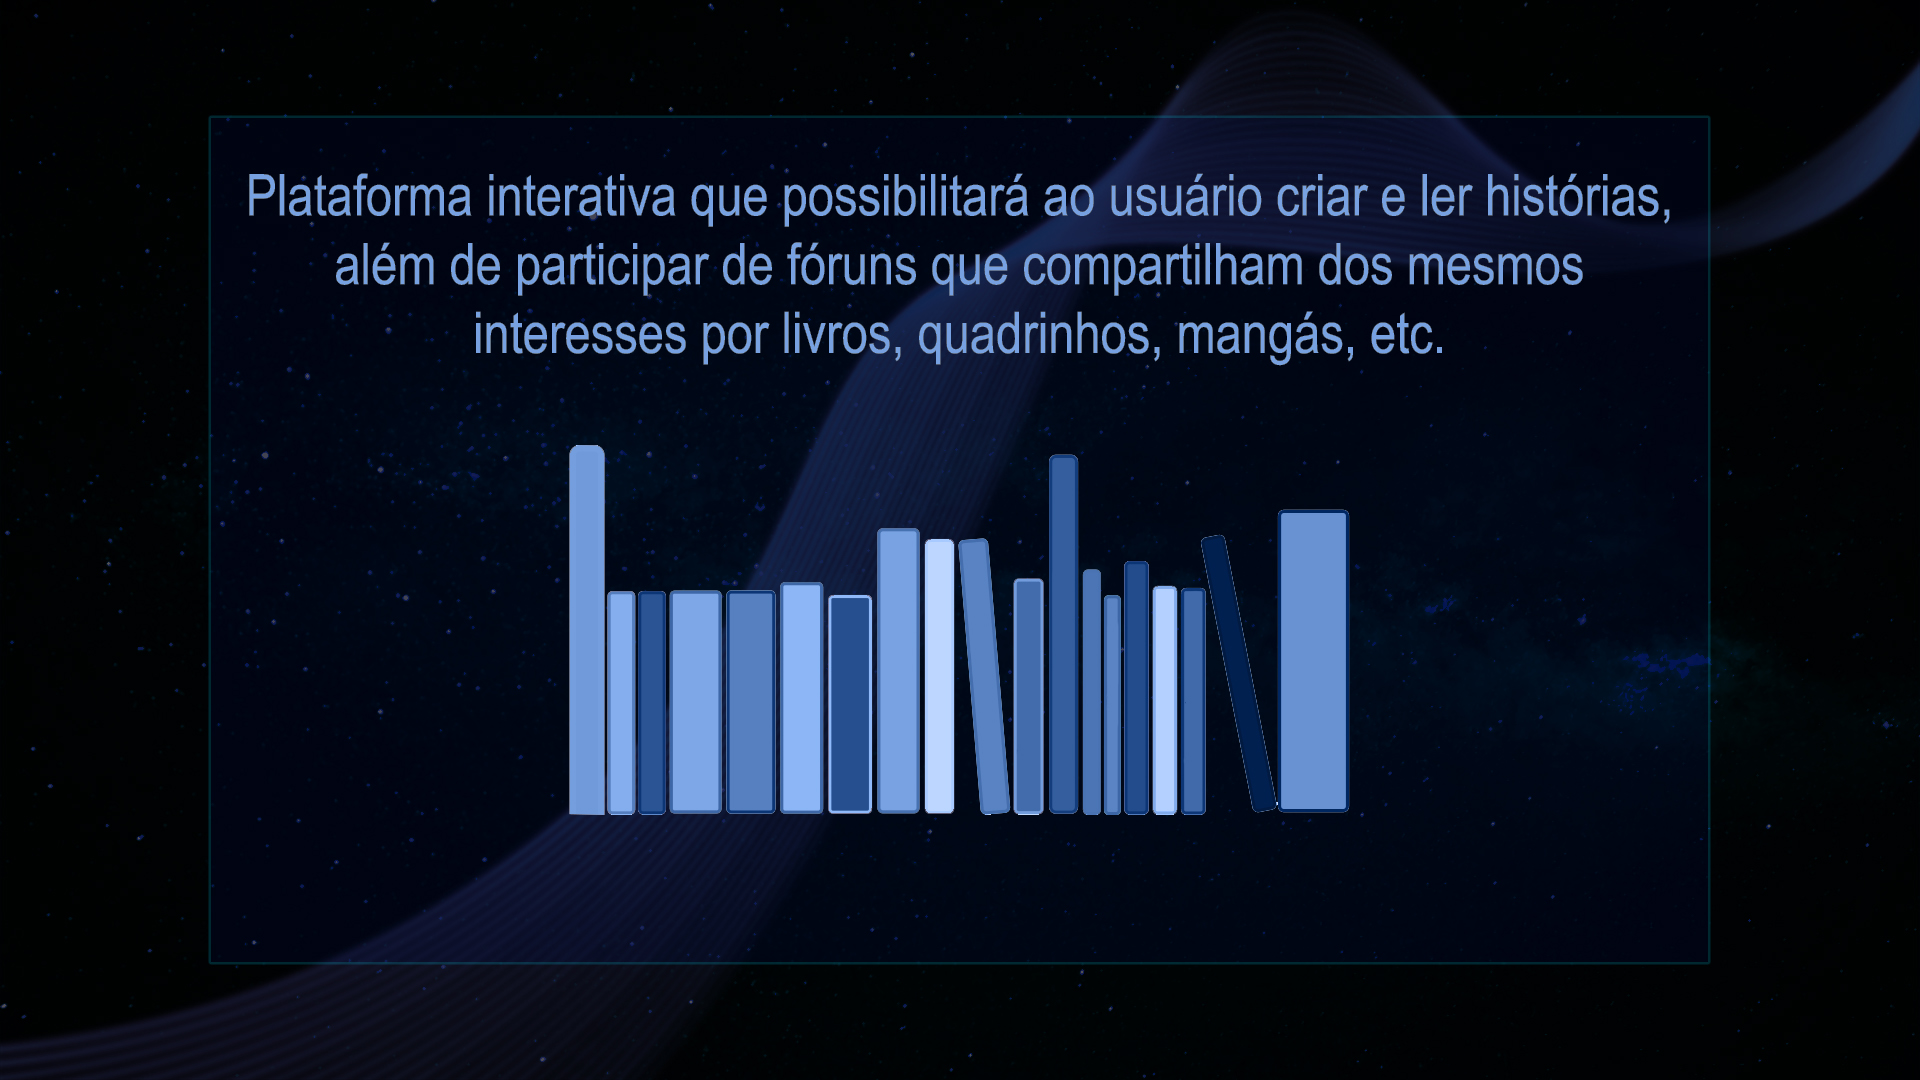 Plataforma interativa que possibilitará ao usuário criar e ler histórias,
além de participar de fóruns que compartilham dos mesmos
interesses por livros, quadrinhos, mangás, etc.